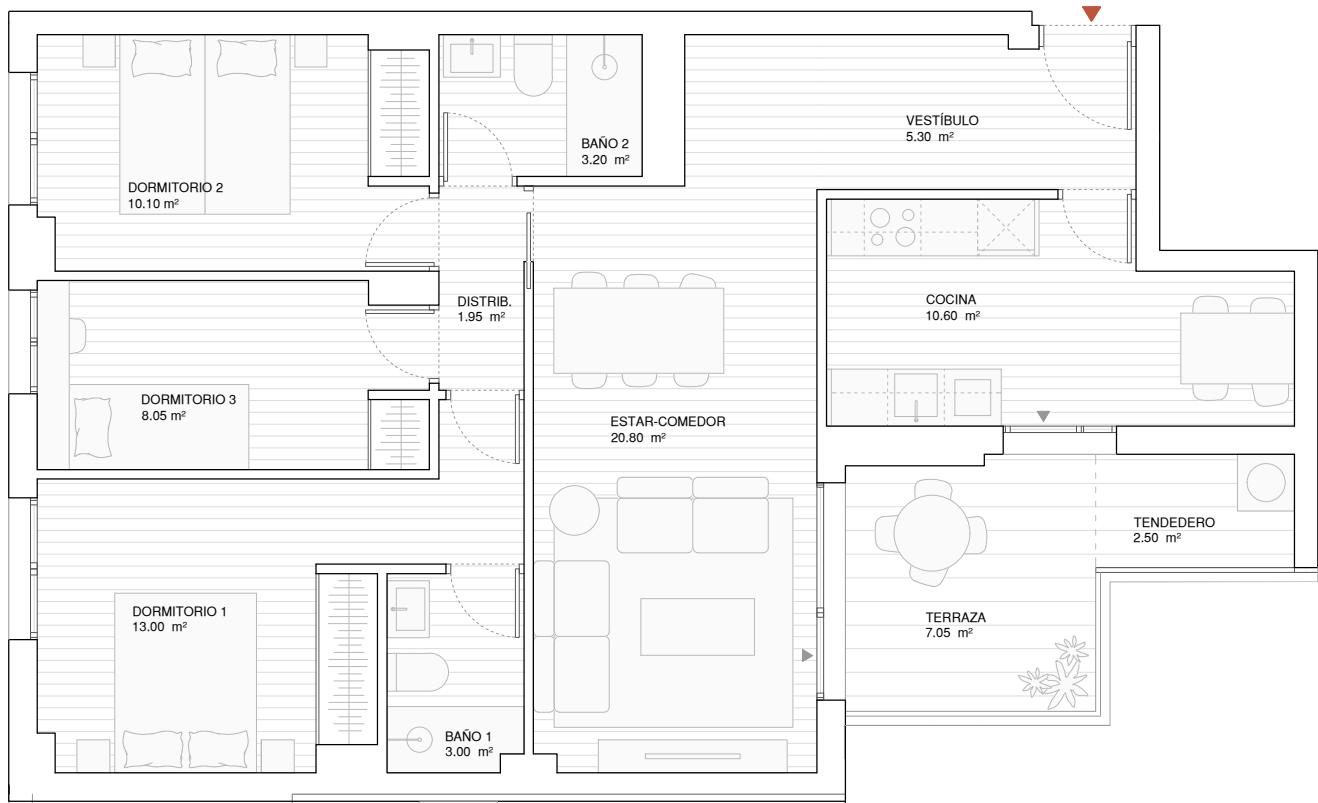 VESTÍBULO
5.30 m²
BAÑO 2
3.20 m²
DORMITORIO 2
10.10 m²
DISTRIB.
1.95 m²
COCINA
10.60 m²
DORMITORIO 3
8.05 m²
ESTAR-COMEDOR
20.80 m²
TENDEDERO
2.50 m²
DORMITORIO 1
13.00 m²
TERRAZA
7.05 m²
BAÑO 1
3.00 m²